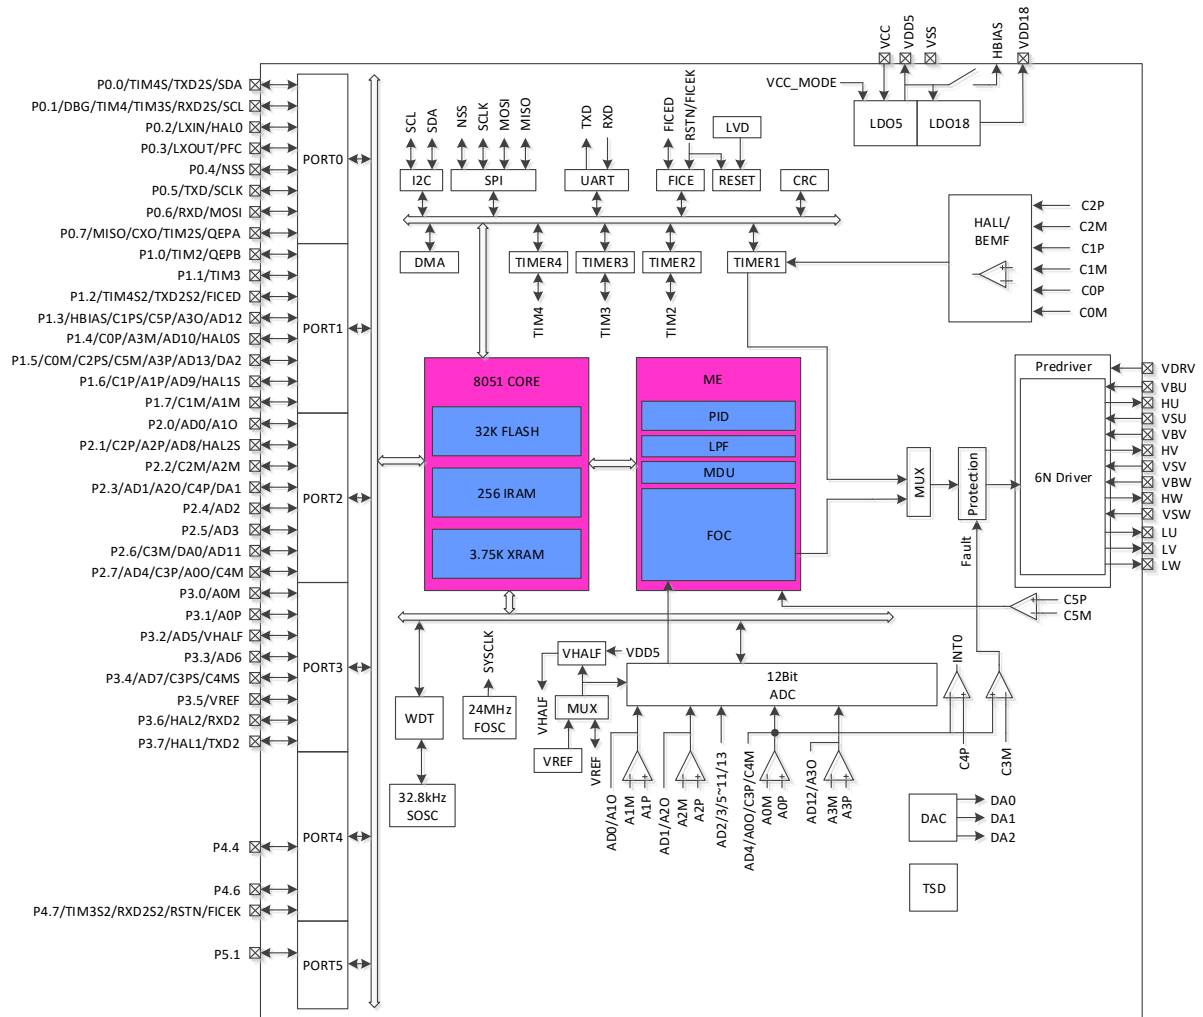 VCC
VDD5
VSS
HBIAS
VDD18
VCC_MODE
LDO5
LDO18
P0.0/TIM4S/TXD2S/SDA
P0.1/DBG/TIM4/TIM3S/RXD2S/SCL
P0.2/LXIN/HAL0
P0.3/LXOUT/PFC
P0.4/NSS
P0.5/TXD/SCLK
P0.6/RXD/MOSI
P0.7/MISO/CXO/TIM2S/QEPA
PORT0
P1.0/TIM2/QEPB
P1.1/TIM3
P1.2/TIM4S2/TXD2S2/FICED
P1.3/HBIAS/C1PS/C5P/A3O/AD12
P1.4/C0P/A3M/AD10/HAL0S
P1.5/C0M/C2PS/C5M/A3P/AD13/DA2
P1.6/C1P/A1P/AD9/HAL1S
P1.7/C1M/A1M
PORT1
P2.0/AD0/A1O
P2.1/C2P/A2P/AD8/HAL2S
P2.2/C2M/A2M
P2.3/AD1/A2O/C4P/DA1
P2.4/AD2
P2.5/AD3
P2.6/C3M/DA0/AD11
P2.7/AD4/C3P/A0O/C4M
PORT2
P3.0/A0M
P3.1/A0P
P3.2/AD5/VHALF
P3.3/AD6
P3.4/AD7/C3PS/C4MS
P3.5/VREF
P3.6/HAL2/RXD2
P3.7/HAL1/TXD2
PORT3
P4.4
P4.6
P4.7/TIM3S2/RXD2S2/RSTN/FICEK
PORT4
P5.1
PORT5
SCL
SDA
NSS
SCLK
MOSI
MISO
TXD
RXD
FICED
RSTN/FICEK
LVD
I2C
SPI
UART
FICE
RESET
CRC
DMA
TIMER4
TIMER3
TIMER2
TIMER1
TIM4
TIM3
TIM2
HALL/
BEMF
C2P
C2M
C1P
C1M
C0P
C0M
8051 CORE
32K FLASH
256 IRAM
3.75K XRAM
ME
PID
LPF
MDU
FOC
MUX
Protection
Fault
Predriver
6N Driver
VDRV
VBU
HU
VSU
VBV
HV
VSV
VBW
HW
VSW
LU
LV
LW
C5P
C5M
SYSCLK
WDT
24MHz
FOSC
32.8kHz
SOSC
VHALF
VDD5
VHALF
MUX
VREF
VREF
12Bit
ADC
INT0
C4P
C3M
AD0/A1O
A1M
A1P
AD1/A2O
A2M
A2P
AD2/3/5~11/13
AD4/A0O/C3P/C4M
A0M
A0P
AD12/A3O
A3M
A3P
DAC
DA0
DA1
DA2
TSD